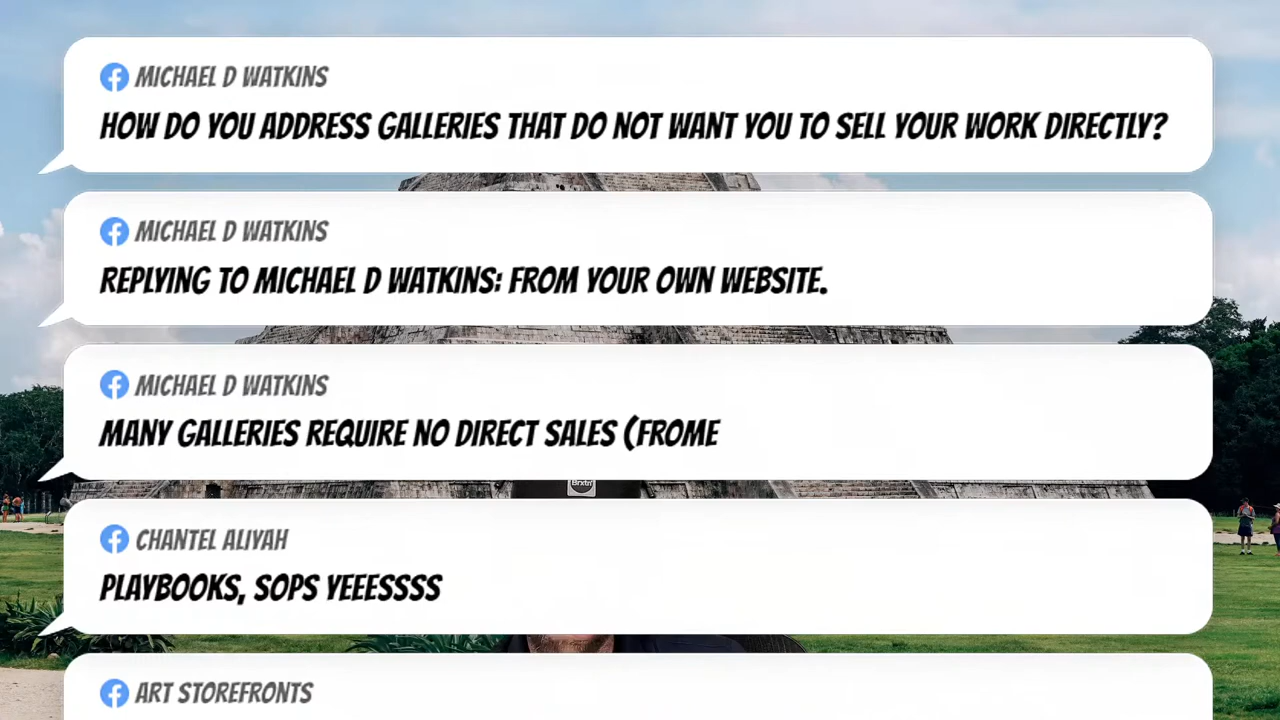 MICHAEL D WATKINS
HOW DO YOU ADDRESS GALLERIES THAT DO NOT WANT YOU TO SELL YOUR WORK DIRECTLY?
MICHAEL D WATKINS
REPLYING TO MICHAEL D WATKINS: FROM YOUR OWN WEBSITE.
MICHAEL D WATKINS
MANY GALLERIES REQUIRE NO DIRECT SALES (FROME
Brxtn
CHANTEL ALIYAH
PLAYBOOKS, SOPS YEEESSSS
ART STOREFRONTS